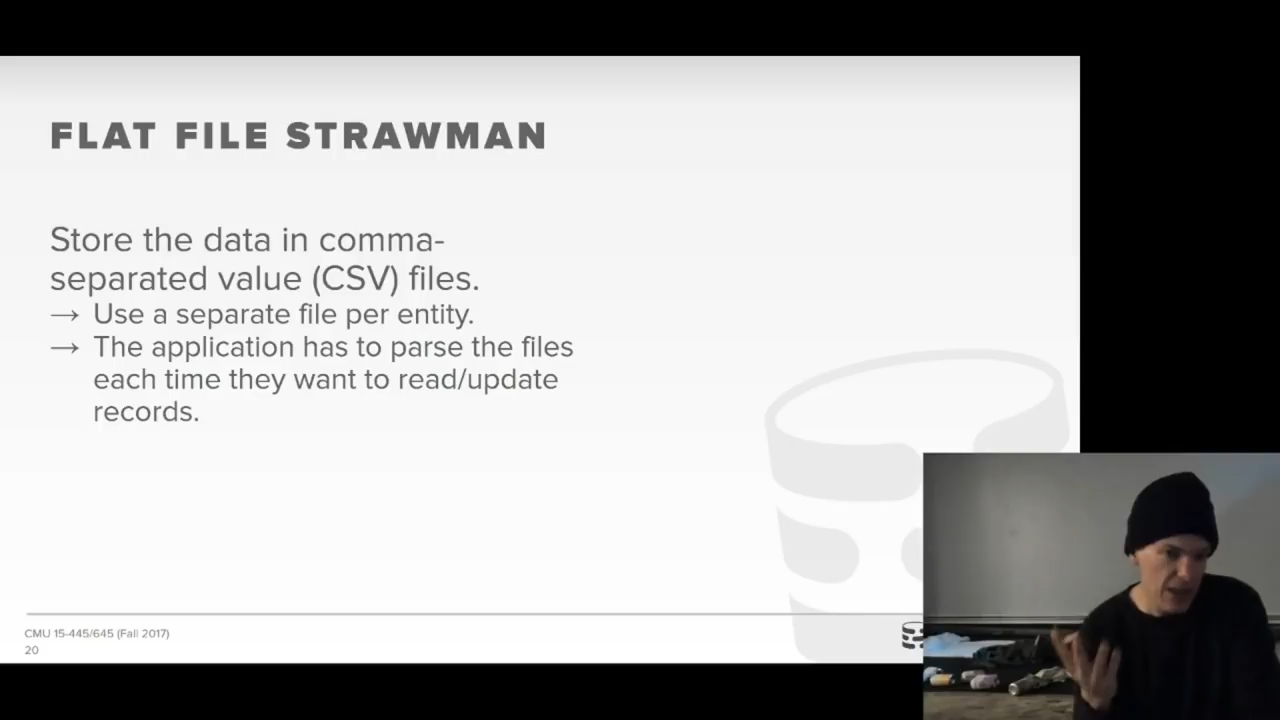 FLAT FILE STRAWMAN
Store the data in comma-
separated value (CSV) files.
→ Use a separate file per entity.
→ The application has to parse the files
each time they want to read/update
records.
CMU 15-445/645 (Fall 2017)
20